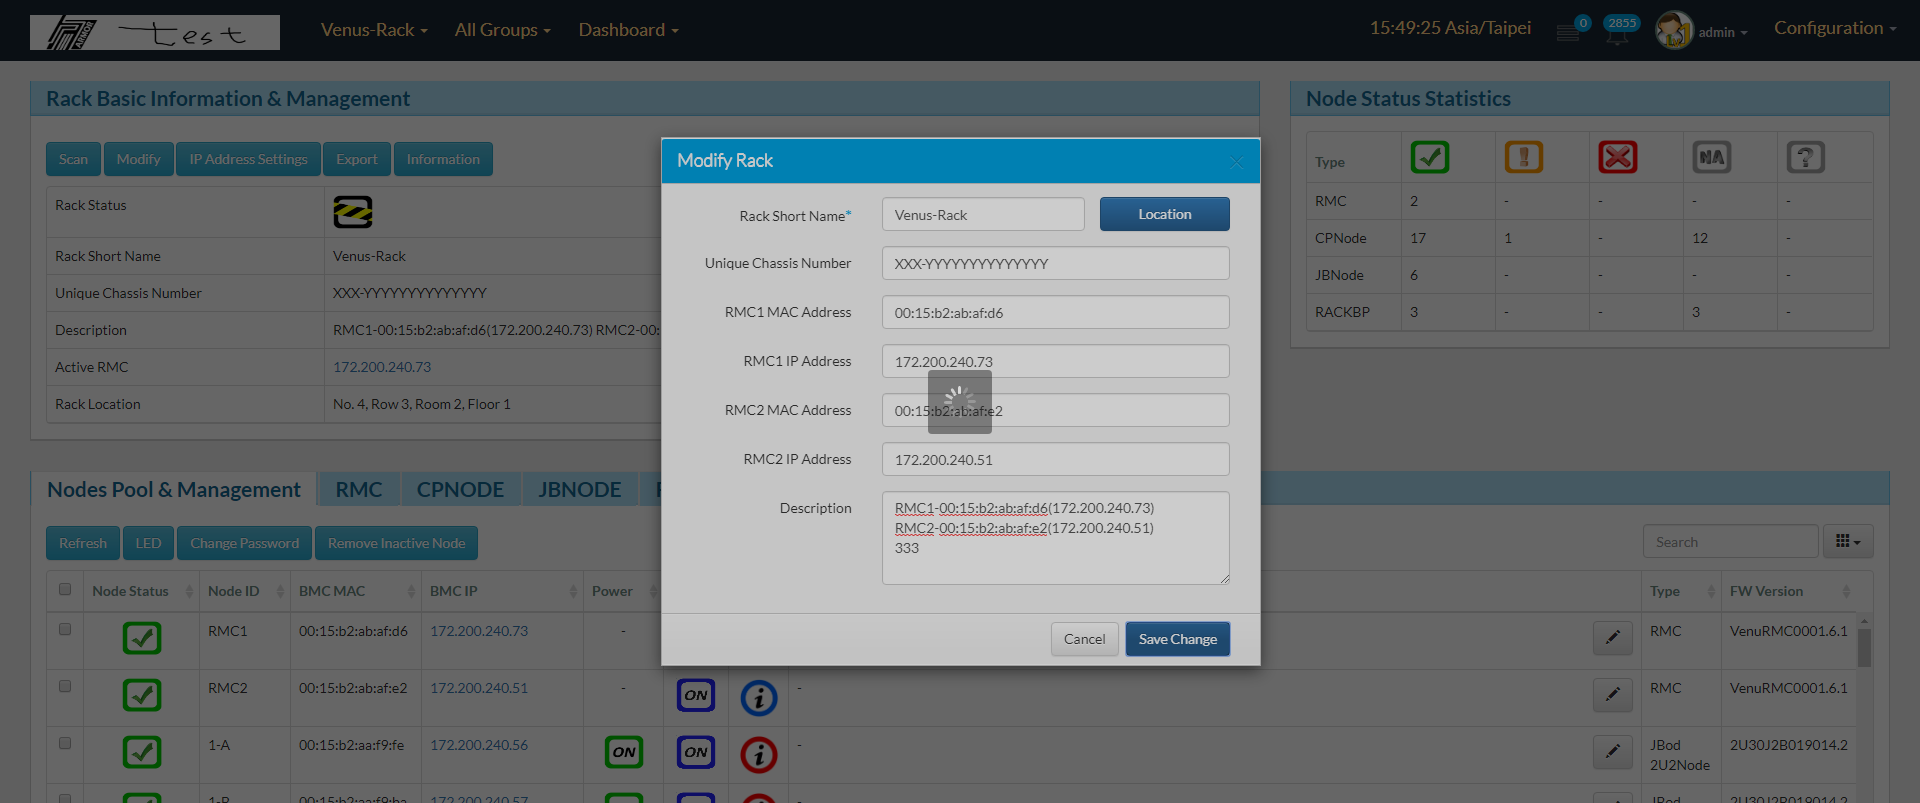 ARMOR test
Venus-Rack
All Groups
Dashboard
15:49:25 Asia/Taipei
0
2855
admin
Configuration
Rack Basic Information & Management
Scan
Modify
IP Address Settings
Export
Information
Rack Status
Rack Short Name Venus-Rack
Unique Chassis Number XXX-YYYYYYYYYYYYYY
Description RMC1-00:15:b2:ab:af:d6(172.200.240.73) RMC2-00:
Active RMC 172.200.240.73
Rack Location No. 4, Row 3, Room 2, Floor 1
Node Status Statistics
Type NA ?
RMC 2 - - - -
CPNode 17 1 - 12 -
JBNode 6 - - - -
RACKBP 3 - - 3 -
Modify Rack
Rack Short Name* Venus-Rack
Location
Unique Chassis Number XXX-YYYYYYYYYYYYYY
RMC1 MAC Address 00:15:b2:ab:af:d6
RMC1 IP Address 172.200.240.73
RMC2 MAC Address 00:15:b2:ab:af:e2
RMC2 IP Address 172.200.240.51
Description RMC1-00:15:b2:ab:af:d6(172.200.240.73)
RMC2-00:15:b2:ab:af:e2(172.200.240.51)
333
Cancel
Save Change
Nodes Pool & Management
RMC
CPNODE
JBNODE
Refresh
LED
Change Password
Remove Inactive Node
Search
Node Status Node ID BMC MAC BMC IP Power Type FW Version
RMC1 00:15:b2:ab:af:d6 172.200.240.73 - RMC VenuRMC0001.6.1
RMC2 00:15:b2:ab:af:e2 172.200.240.51 - ON i - RMC VenuRMC0001.6.1
1-A 00:15:b2:aa:f9:fe 172.200.240.56 ON ON i - JBod 2U30J2B019014.2
2U2Node
1-B 00:15:b2:aa:f9:ba 172.200.240.57 - JBod 2U30J2B019014.2